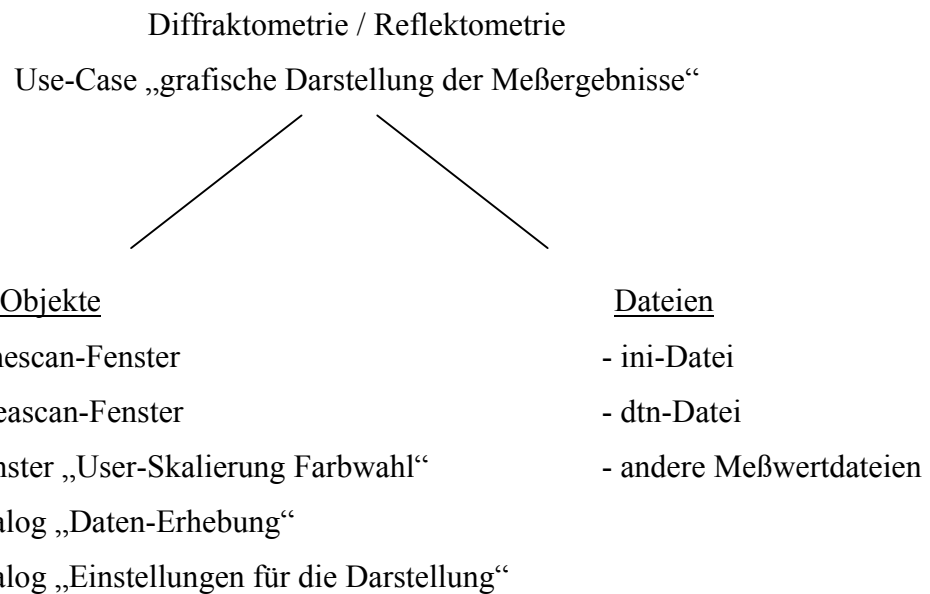 Diffraktometrie / Reflektometrie
Use-Case „grafische Darstellung der Meßergebnisse“
Objekte
nescan-Fenster
eascan-Fenster
nster „User-Skalierung Farbwahl“
alog „Daten-Erhebung“
alog „Einstellungen für die Darstellung“
Dateien
- ini-Datei
- dtn-Datei
- andere Meßwertdateien